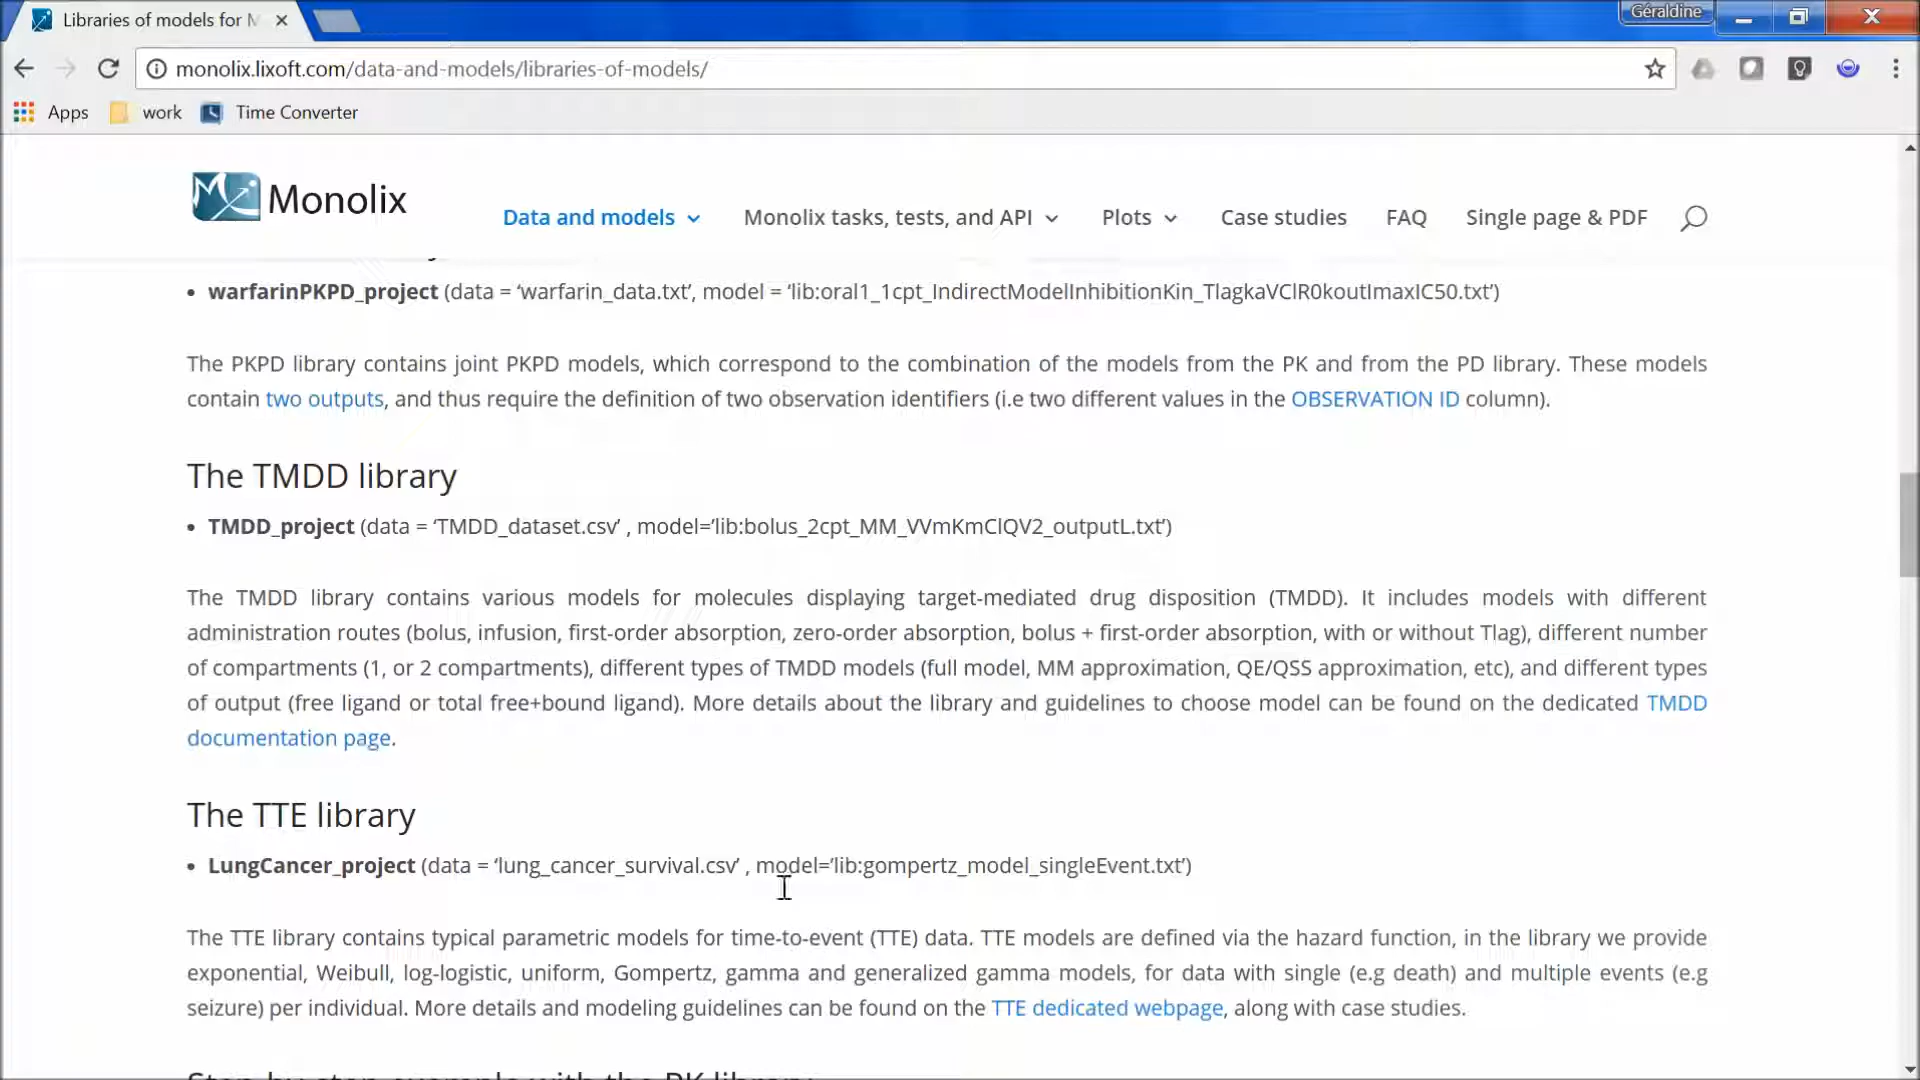 Libraries of models for M
Géraldine
monolix.lixoft.com/data-and-models/libraries-of-models/
Apps work Time Converter
Monolix
Data and models Monolix tasks, tests, and API Plots Case studies FAQ Single page & PDF
• warfarinPKPD_project (data = ‘warfarin_data.txt’, model = ‘lib:oral1_1cpt_IndirectModelInhibitionKin_TlagkaVClR0koutImaxIC50.txt’)
The PKPD library contains joint PKPD models, which correspond to the combination of the models from the PK and from the PD library. These models
contain two outputs, and thus require the definition of two observation identifiers (i.e two different values in the OBSERVATION ID column).
The TMDD library
• TMDD_project (data = ‘TMDD_dataset.csv’ , model=’lib:bolus_2cpt_MM_VVmKmClQV2_outputL.txt’)
The TMDD library contains various models for molecules displaying target-mediated drug disposition (TMDD). It includes models with different
administration routes (bolus, infusion, first-order absorption, zero-order absorption, bolus + first-order absorption, with or without Tlag), different number
of compartments (1, or 2 compartments), different types of TMDD models (full model, MM approximation, QE/QSS approximation, etc), and different types
of output (free ligand or total free+bound ligand). More details about the library and guidelines to choose model can be found on the dedicated TMDD
documentation page.
The TTE library
• LungCancer_project (data = ‘lung_cancer_survival.csv’ , model=’lib:gompertz_model_singleEvent.txt’)
The TTE library contains typical parametric models for time-to-event (TTE) data. TTE models are defined via the hazard function, in the library we provide
exponential, Weibull, log-logistic, uniform, Gompertz, gamma and generalized gamma models, for data with single (e.g death) and multiple events (e.g
seizure) per individual. More details and modeling guidelines can be found on the TTE dedicated webpage, along with case studies.
Step-by-step example with the PK library